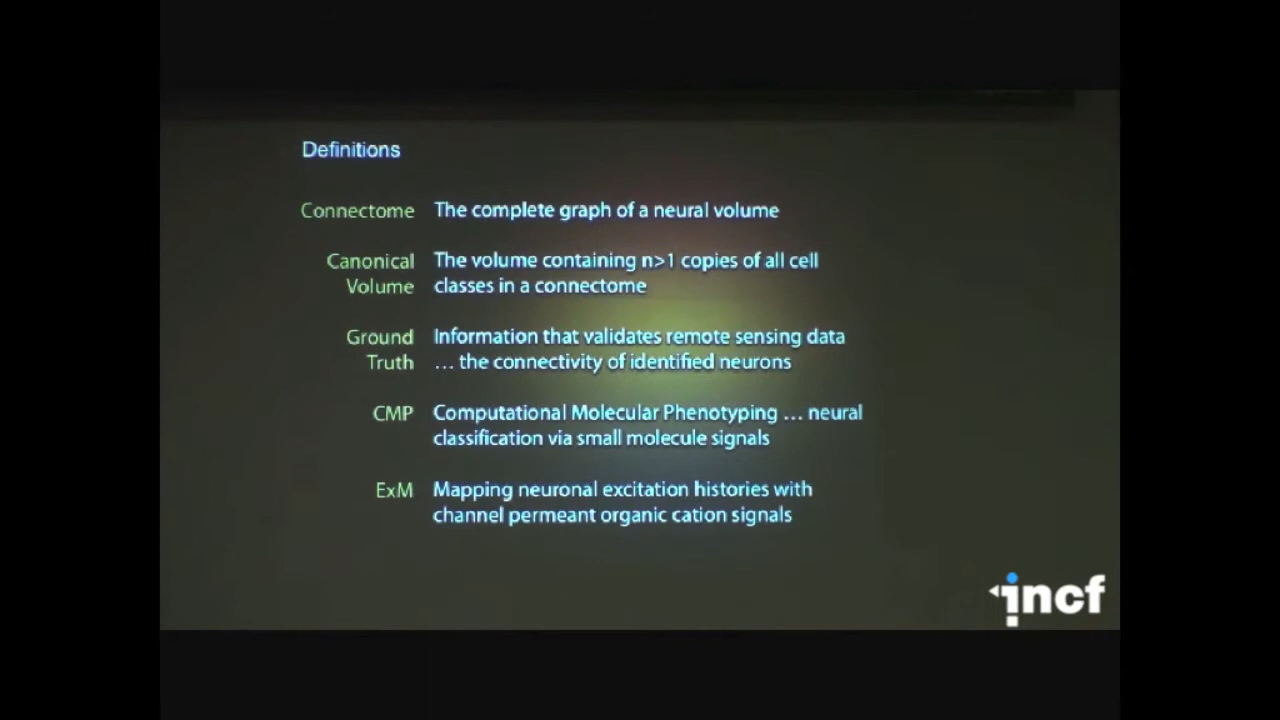 Definitions
Connectome The complete graph of a neural volume
Canonical The volume containing n>1 copies of all cell
Volume classes in a connectome
Ground Information that validates remote sensing data
Truth … the connectivity of identified neurons
CMP Computational Molecular Phenotyping … neural
classification via small molecule signals
ExM Mapping neuronal excitation histories with
channel permeant organic cation signals
incf